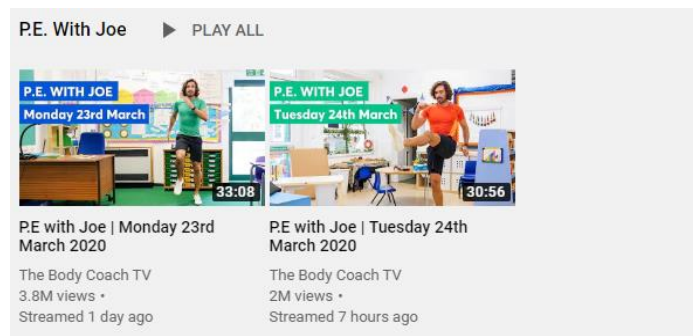 P.E. With Joe ▶ PLAY ALL
P.E. WITH JOE
Monday 23rd March
33:08
P.E. WITH JOE
Tuesday 24th March
30:56
P.E with Joe | Monday 23rd
March 2020
The Body Coach TV
3.8M views •
Streamed 1 day ago
P.E with Joe | Tuesday 24th
March 2020
The Body Coach TV
2M views •
Streamed 7 hours ago